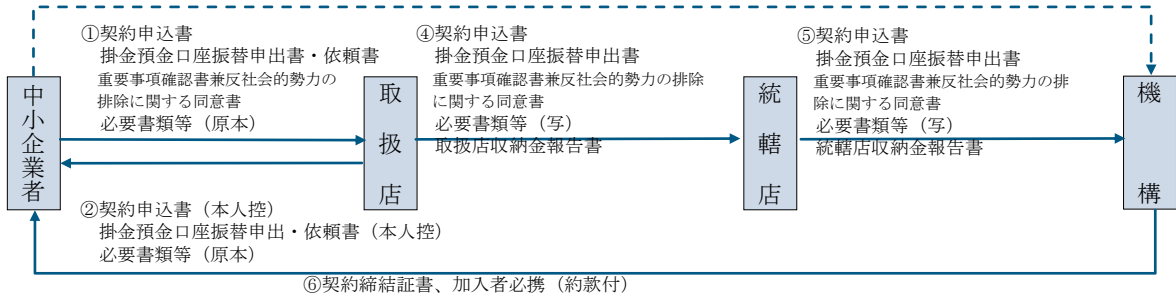 ①契約申込書
掛金預金口座振替申出書・依頼書
重要事項確認書兼反社会的勢力の
排除に関する同意書
必要書類等（原本）
④契約申込書
掛金預金口座振替申出書
重要事項確認書兼反社会的勢力の排除
に関する同意書
必要書類等（写）
取扱店収納金報告書
⑤契約申込書
掛金預金口座振替申出書
重要事項確認書兼反社会的勢力の排
除に関する同意書
必要書類等（写）
統轄店収納金報告書
中小企業者
取扱店
統轄店
機構
②契約申込書（本人控）
掛金預金口座振替申出・依頼書（本人控）
必要書類等（原本）
⑥契約締結証書、加入者必携（約款付）